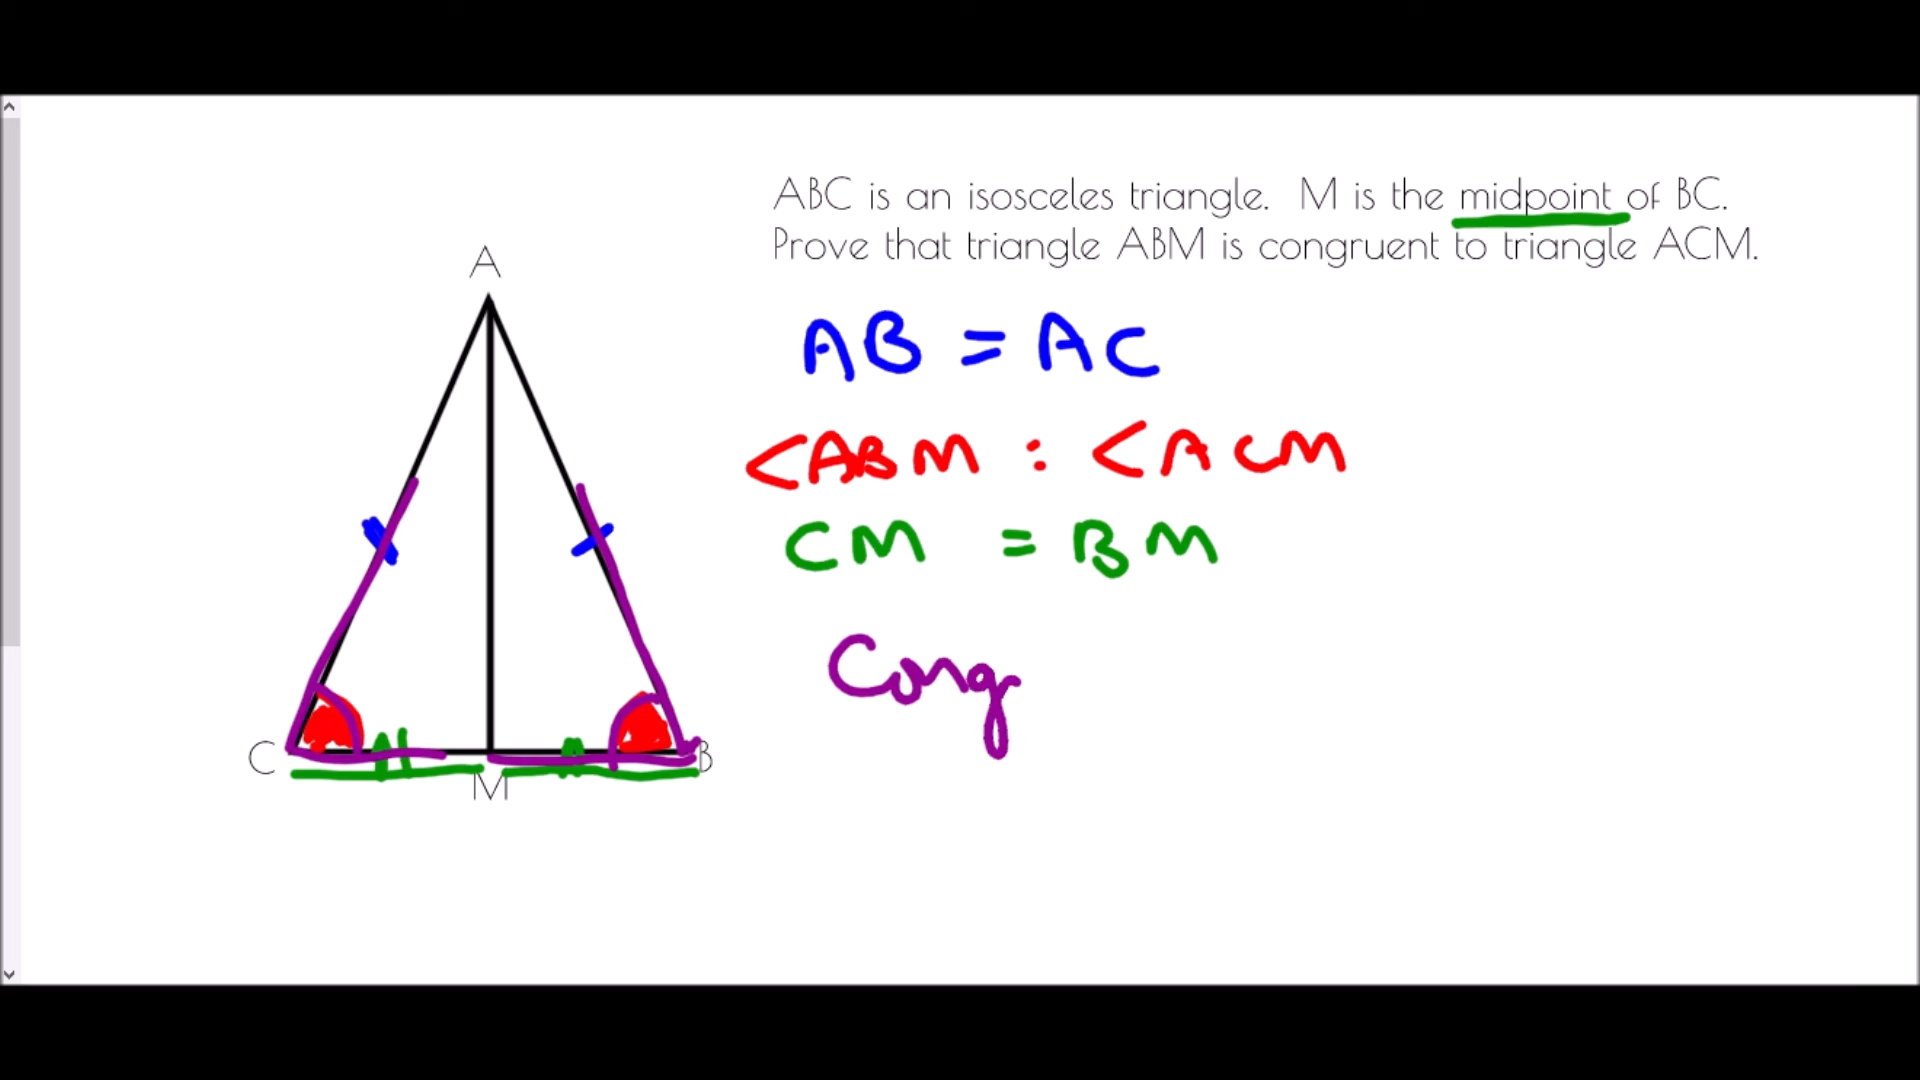 ABC is an isosceles triangle. M is the midpoint of BC.
Prove that triangle ABM is congruent to triangle ACM.
A
AB = AC
<ABM = <ACM
CM = BM
Cong
C
B
M